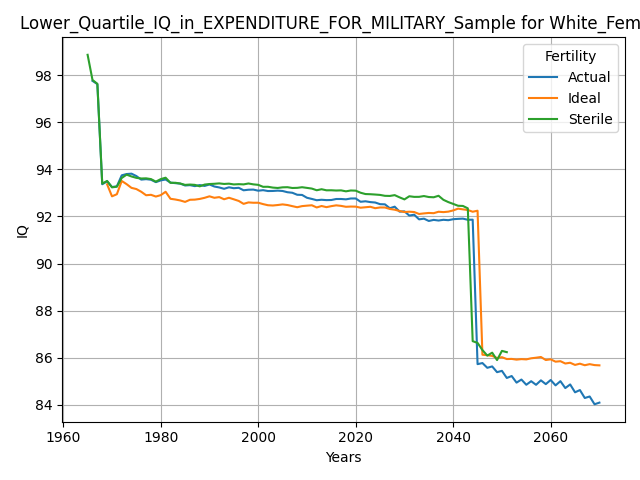 Lower_Quartile_IQ_in_EXPENDITURE_FOR_MILITARY_Sample for White_Fem
Fertility
Actual
Ideal
Sterile
98
96
94
92
90
88
86
84
IQ
1960 1980 2000 2020 2040 2060
Years